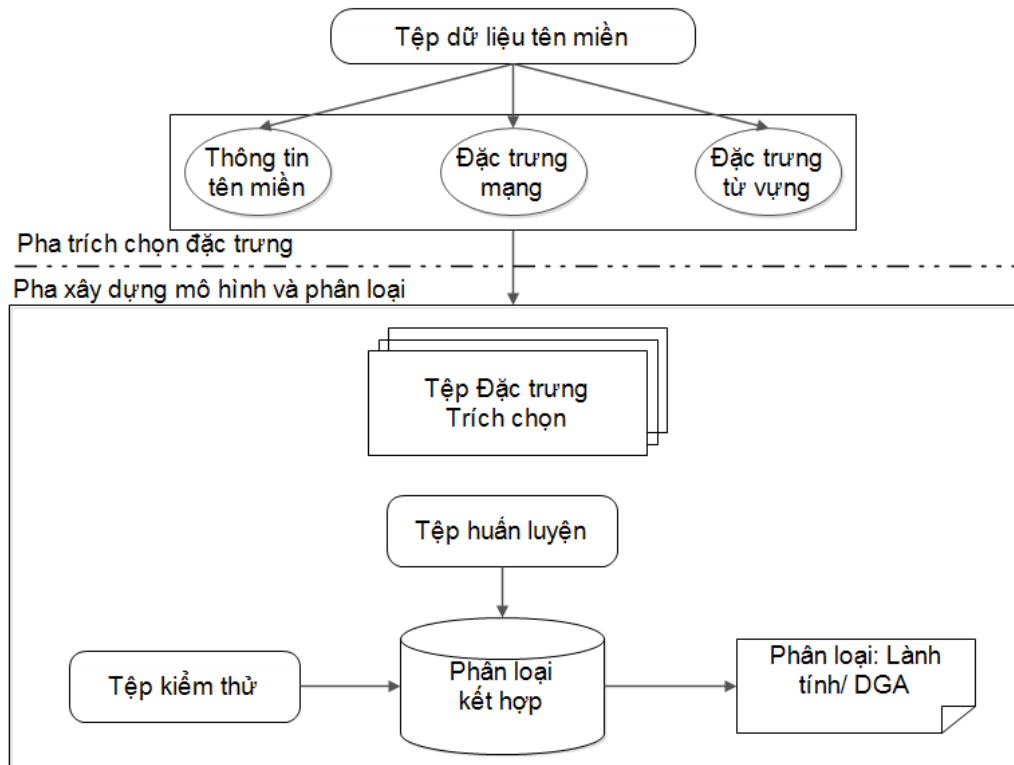 Tệp dữ liệu tên miền
Thông tin
tên miền
Đặc trưng
mạng
Đặc trưng
từ vựng
Pha trích chọn đặc trưng
Pha xây dựng mô hình và phân loại
Tệp Đặc trưng
Trích chọn
Tệp huấn luyện
Tệp kiểm thử
Phân loại
kết hợp
Phân loại: Lành
tính/ DGA